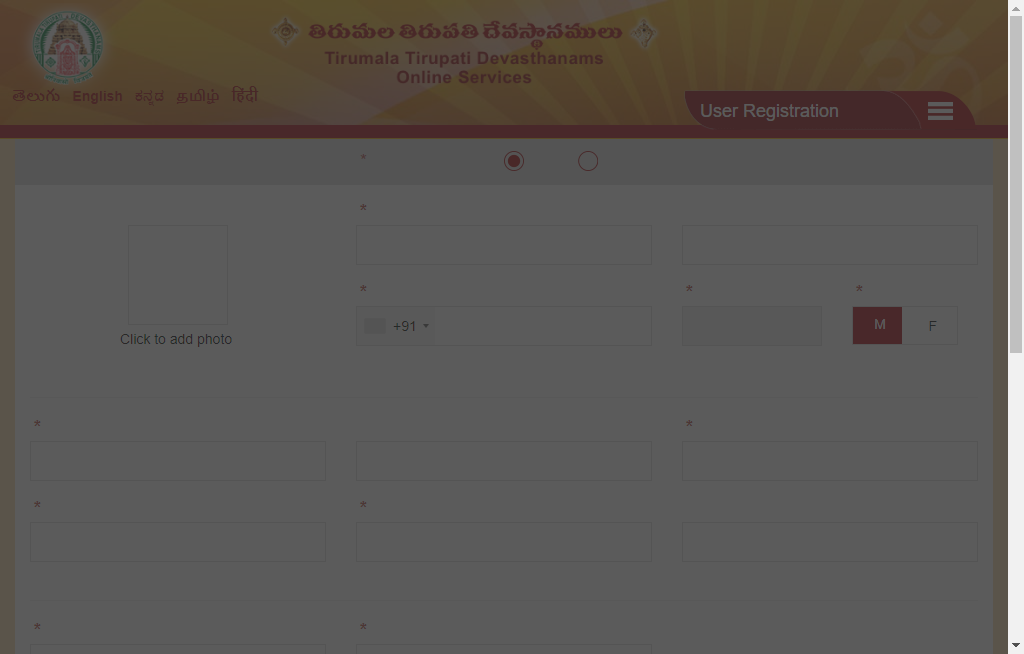 తిరుమల తిరుపతి దేవస్థానములు
Tirumala Tirupati Devasthanams
Online Services
తెలుగు English ಕನ್ನಡ தமிழ் हिंदी
User Registration
*
*
Click to add photo
* * *
+91 M F
* *
* *
* *